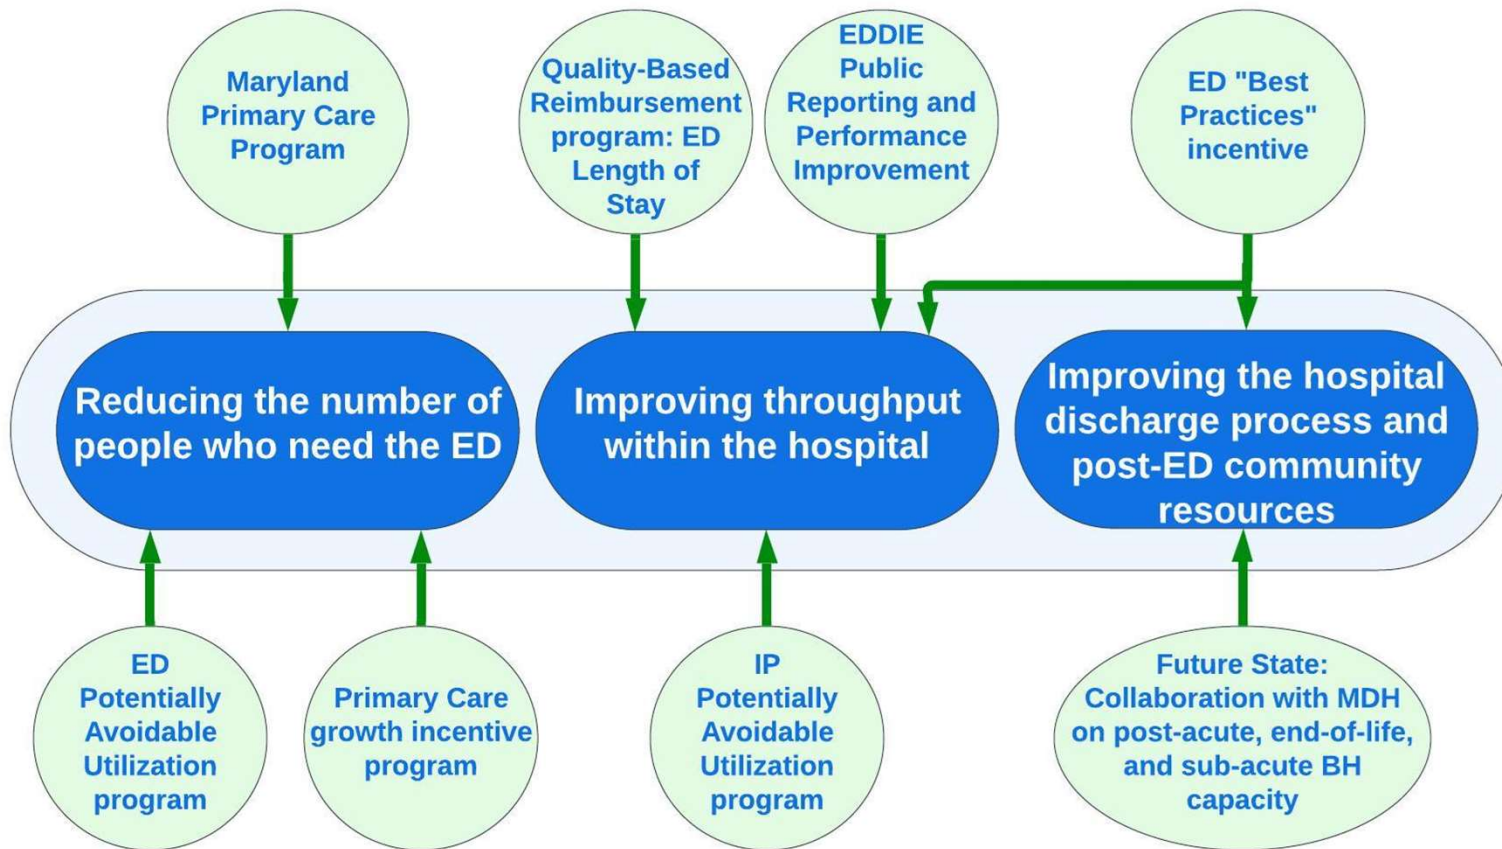 Maryland
Primary Care
Program
Quality-Based
Reimbursement
program: ED
Length of
Stay
EDDIE
Public
Reporting and
Performance
Improvement
ED "Best
Practices"
incentive
Reducing the number of
people who need the ED
Improving throughput
within the hospital
Improving the hospital
discharge process and
post-ED community
resources
ED
Potentially
Avoidable
Utilization
program
Primary Care
growth incentive
program
IP
Potentially
Avoidable
Utilization
program
Future State:
Collaboration with MDH
on post-acute, end-of-life,
and sub-acute BH
capacity